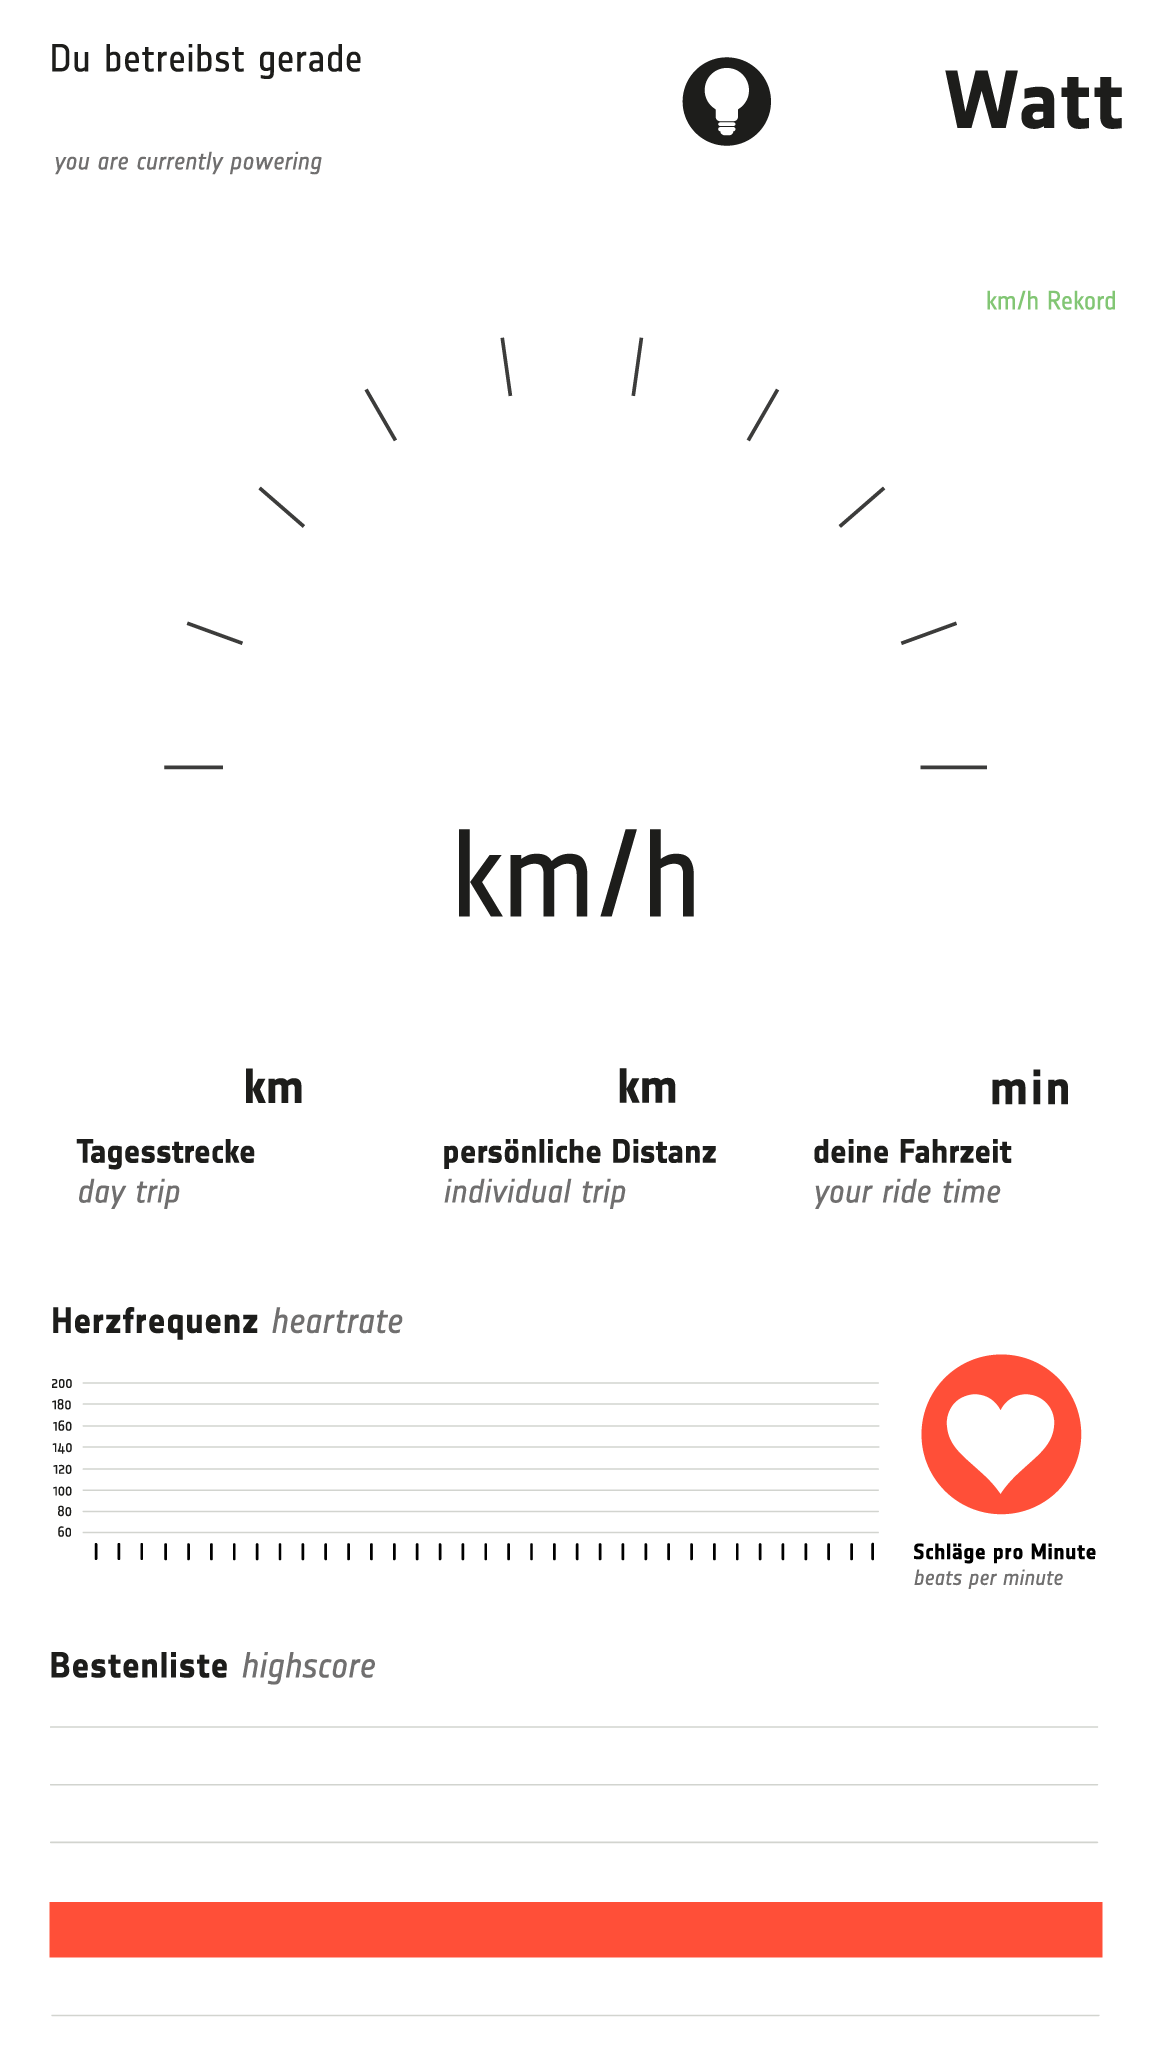 Du betreibst gerade
Watt
you are currently powering
km/h Rekord
km/h
km
km
min
Tagesstrecke
persönliche Distanz
deine Fahrzeit
day trip
individual trip
your ride time
Herzfrequenz heartrate
200
180
160
140
120
100
80
60
Schläge pro Minute
beats per minute
Bestenliste highscore